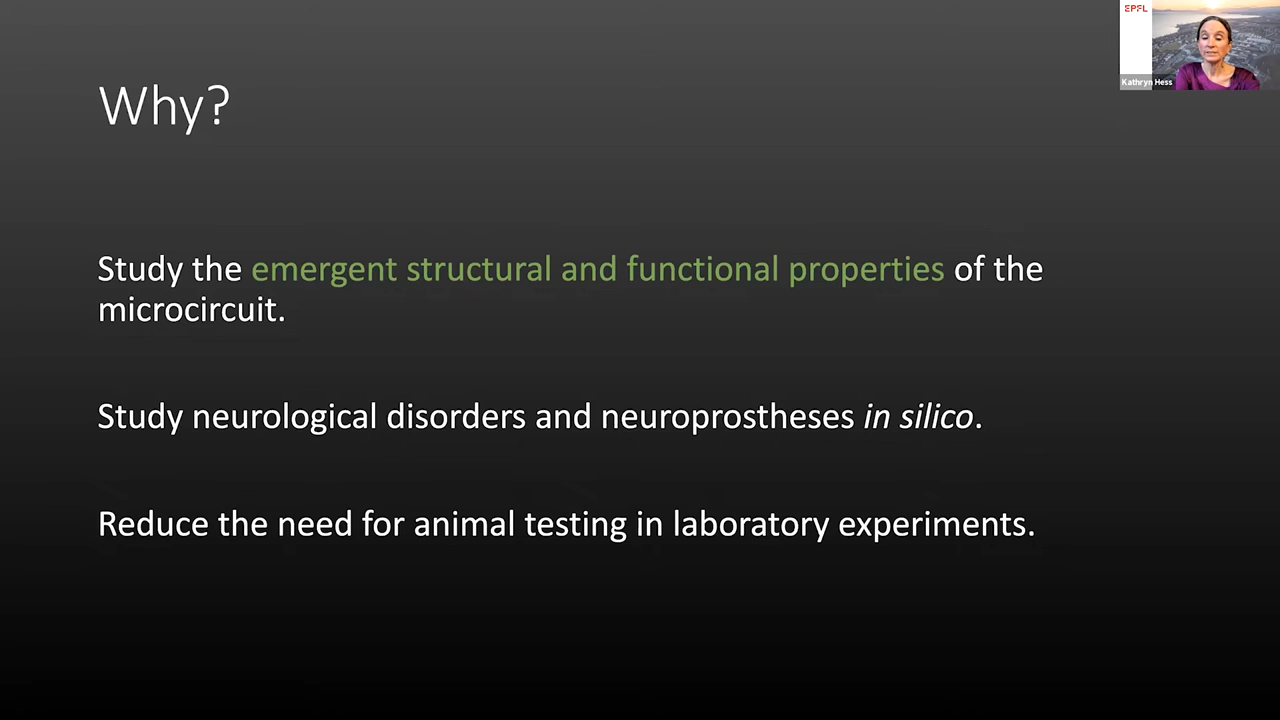 EPFL
Kathryn Hess
Why?
Study the emergent structural and functional properties of the
microcircuit.
Study neurological disorders and neuroprostheses in silico.
Reduce the need for animal testing in laboratory experiments.